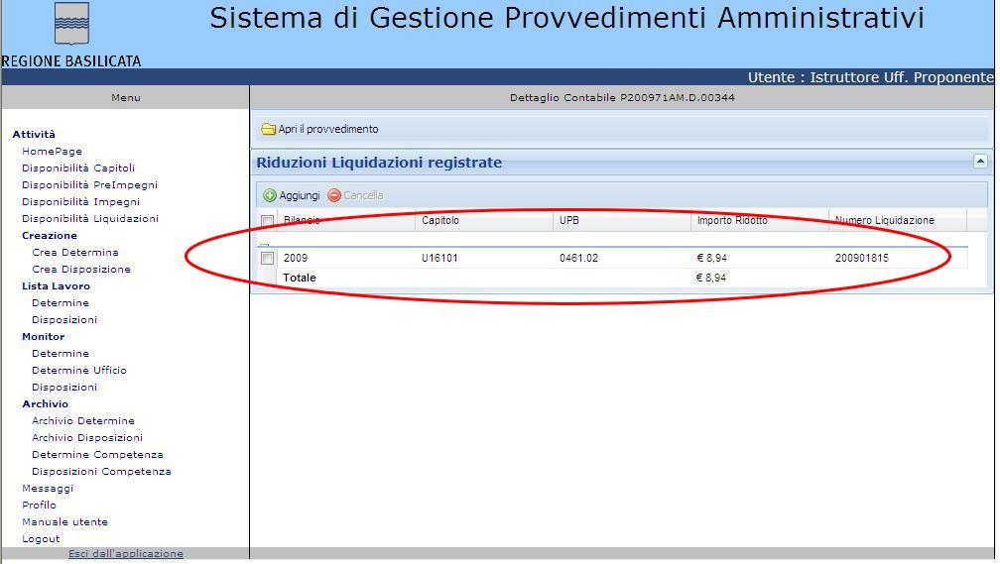 Sistema di Gestione Provvedimenti Amministrativi
REGIONE BASILICATA
Utente : Istruttore Uff. Proponente
Menu
Dettaglio Contabile P200971AM.D.00344
Attività
HomePage
Disponibilità Capitoli
Disponibilità PreImpegni
Disponibilità Impegni
Disponibilità Liquidazioni
Creazione
Crea Determina
Crea Disposizione
Lista Lavoro
Determine
Disposizioni
Monitor
Determine
Determine Ufficio
Disposizioni
Archivio
Archivio Determine
Archivio Disposizioni
Determine Competenza
Disposizioni Competenza
Messaggi
Profilo
Manuale utente
Logout
Esci dall'applicazione
Apri il provvedimento
Riduzioni Liquidazioni registrate
Aggiungi Cancella
Bilancio Capitolo UPB Importo Ridotto Numero Liquidazione
2009 U16101 0461.02 € 8,94 200901815
Totale € 8,94